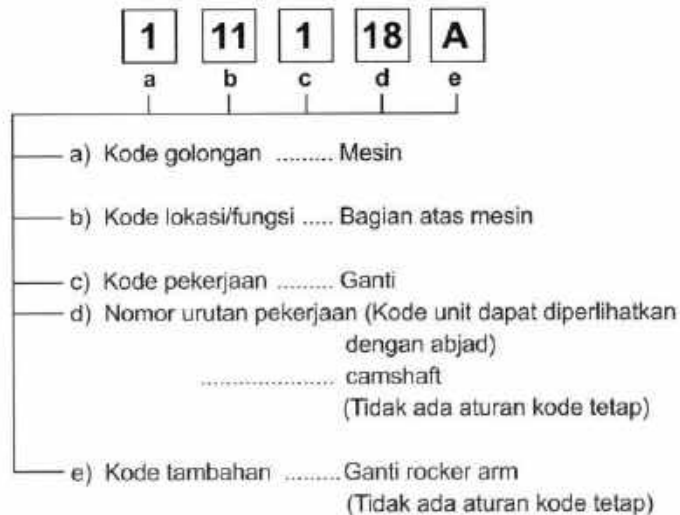 1 11 1 18 A
a b c d e
a) Kode golongan ......... Mesin
b) Kode lokasi/fungsi ..... Bagian atas mesin
c) Kode pekerjaan ......... Ganti
d) Nomor urutan pekerjaan (Kode unit dapat diperlihatkan
dengan abjad)
..................... camshaft
(Tidak ada aturan kode tetap)
e) Kode tambahan ......... Ganti rocker arm
(Tidak ada aturan kode tetap)